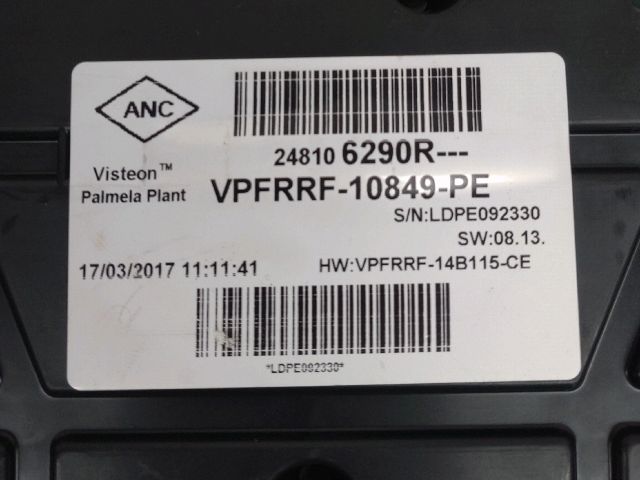 ANC
24810 6290R---
Visteon™
Palmela Plant
VPFRRF-10849-PE
S/N:LDPE092330
SW:08.13.
17/03/2017 11:11:41
HW:VPFRRF-14B115-CE
*LDPE092330*